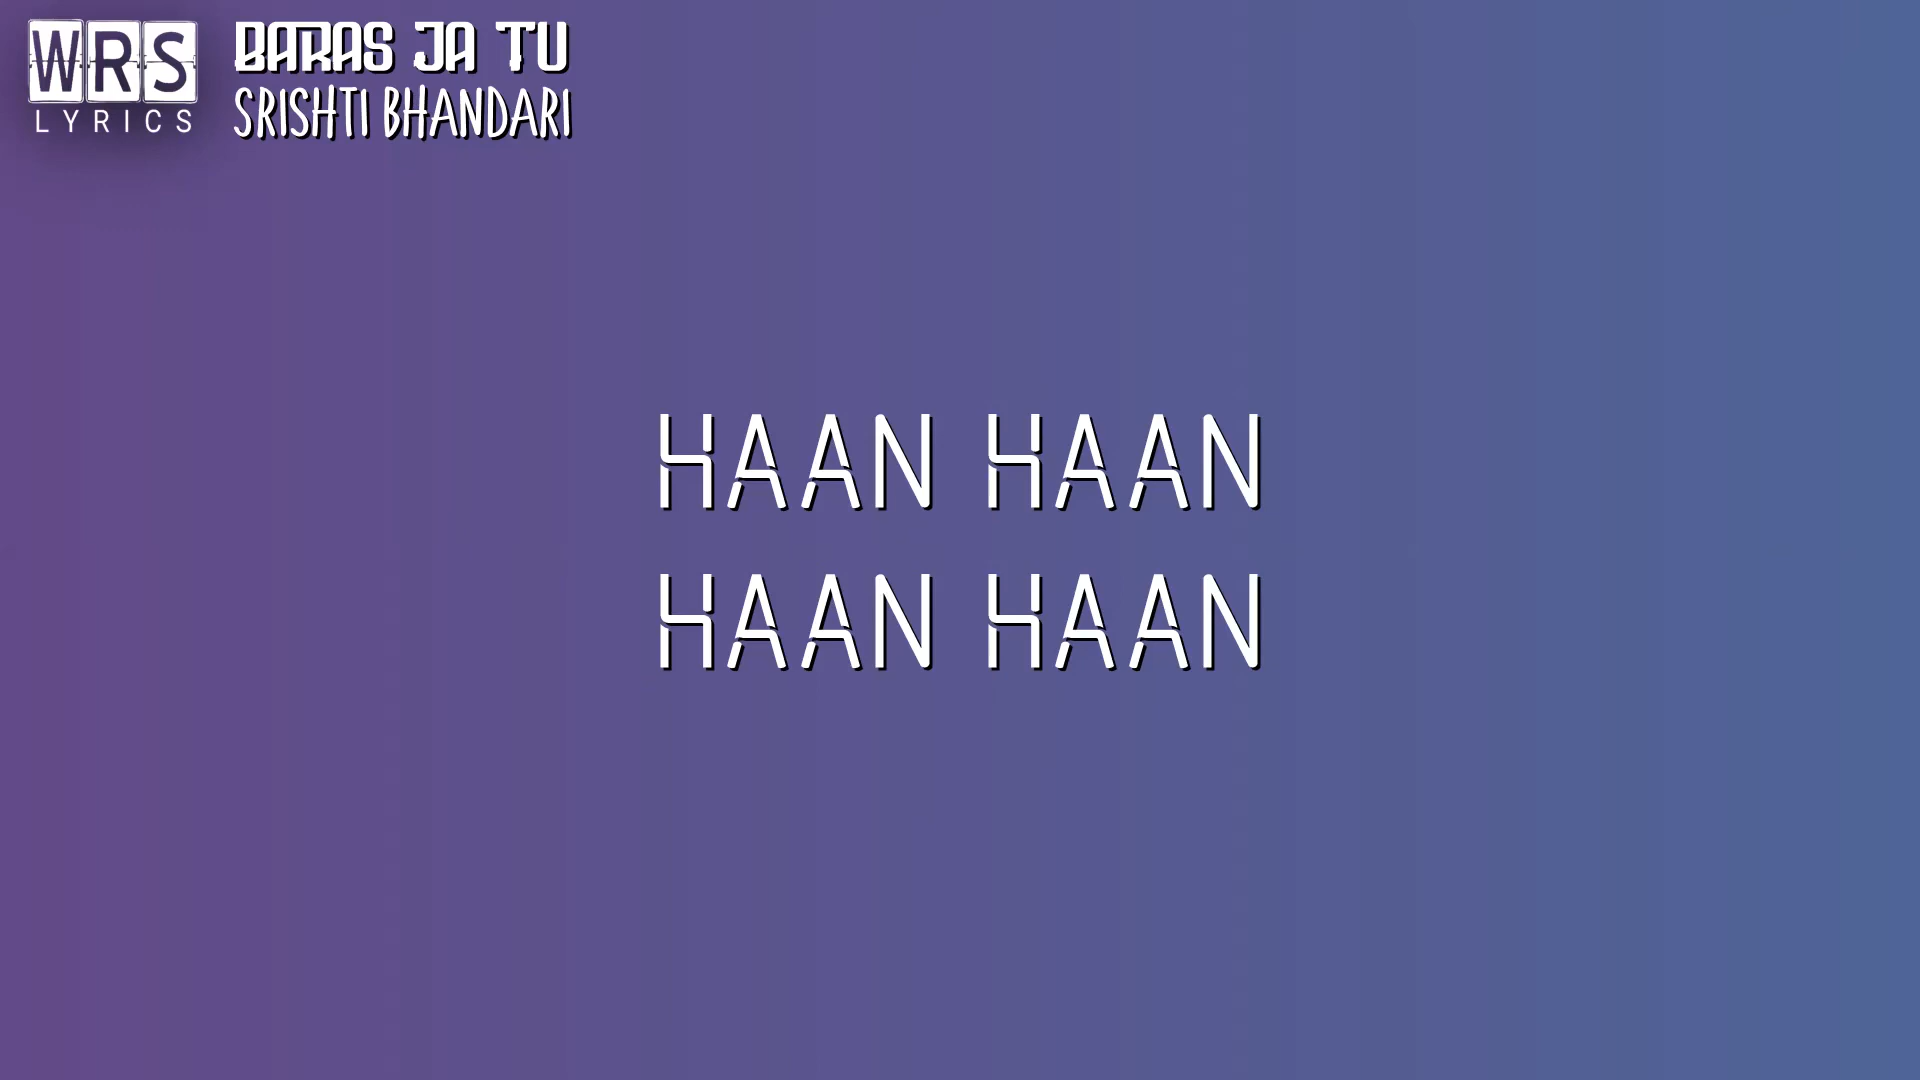 WRS
LYRICS
BARAS JA TU
SRISHTI BHANDARI
HAAN HAAN
HAAN HAAN